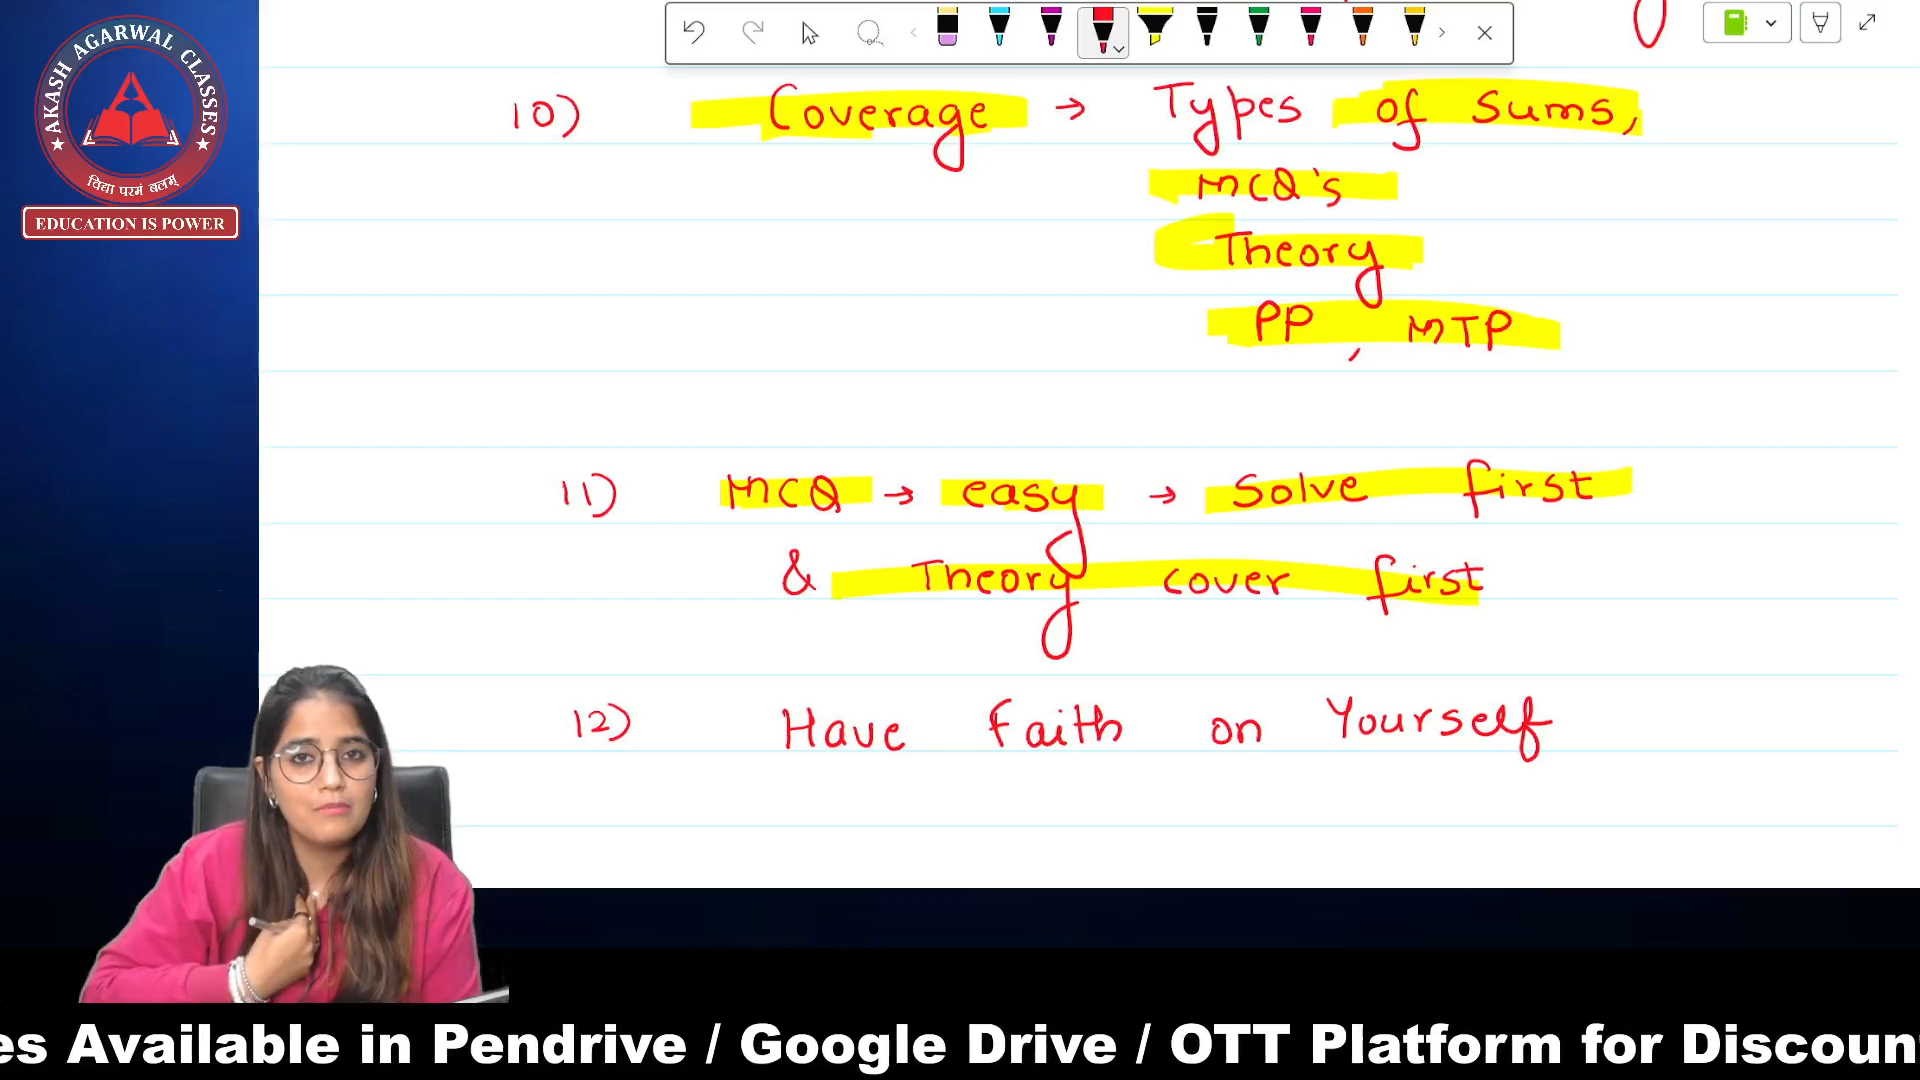 AKASH AGARWAL CLASSES
विद्या परमं बलम्
EDUCATION IS POWER
10) Coverage → Types of Sums,
MCQ's
Theory
PP, MTP
11) MCQ → easy → Solve first
& Theory cover first
12) Have Faith on Yourself
es Available in Pendrive / Google Drive / OTT Platform for Discoun